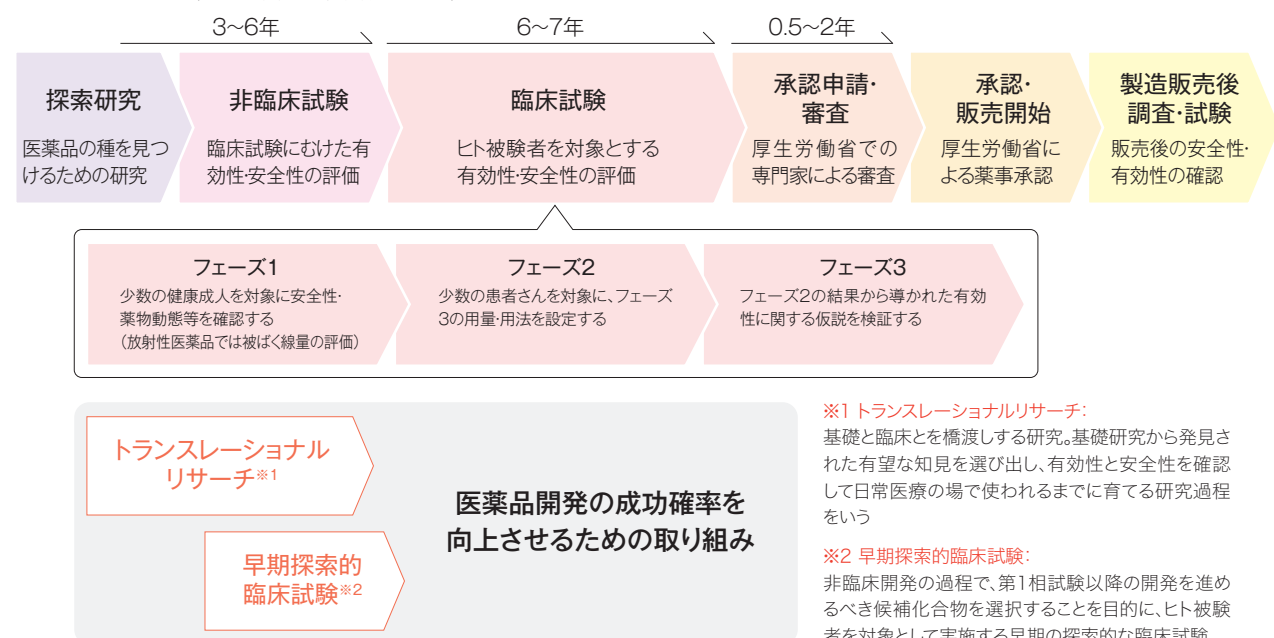 3~6年
6~7年
0.5~2年
探索研究
医薬品の種を見つ
けるための研究
非臨床試験
臨床試験にむけた有
効性・安全性の評価
臨床試験
ヒト被験者を対象とする
有効性・安全性の評価
承認申請・
審査
厚生労働省での
専門家による審査
承認・
販売開始
厚生労働省に
よる薬事承認
製造販売後
調査・試験
販売後の安全性・
有効性の確認
フェーズ1
少数の健康成人を対象に安全性・
薬物動態等を確認する
(放射性医薬品では被ばく線量の評価)
フェーズ2
少数の患者さんを対象に、フェーズ
3の用量・用法を設定する
フェーズ3
フェーズ2の結果から導かれた有効
性に関する仮説を検証する
トランスレーショナル
リサーチ※1
早期探索的
臨床試験※2
医薬品開発の成功確率を
向上させるための取り組み
※1 トランスレーショナルリサーチ:
基礎と臨床とを橋渡しする研究。基礎研究から発見さ
れた有望な知見を選び出し、有効性と安全性を確認
して日常医療の場で使われるまでに育てる研究過程
をいう
※2 早期探索的臨床試験:
非臨床開発の過程で、第1相試験以降の開発を進め
るべき候補化合物を選択することを目的に、ヒト被験
者を対象として実施する早期の探索的な臨床試験